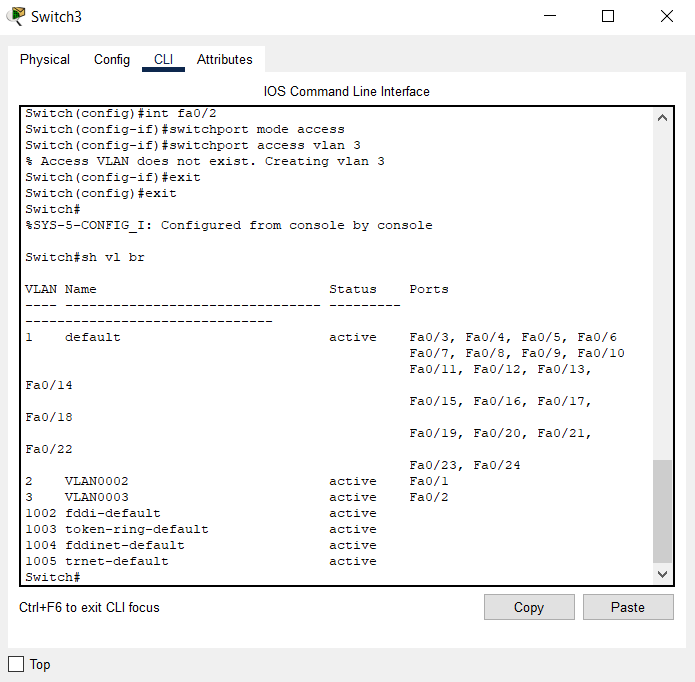 Switch3
Physical Config CLI Attributes
IOS Command Line Interface
Switch(config)#int fa0/2
Switch(config-if)#switchport mode access
Switch(config-if)#switchport access vlan 3
% Access VLAN does not exist. Creating vlan 3
Switch(config-if)#exit
Switch(config)#exit
Switch#
%SYS-5-CONFIG_I: Configured from console by console
Switch#sh vl br
VLAN Name                             Status    Ports
---- -------------------------------- ---------
-------------------------------
1    default                          active    Fa0/3, Fa0/4, Fa0/5, Fa0/6
                                                Fa0/7, Fa0/8, Fa0/9, Fa0/10
                                                Fa0/11, Fa0/12, Fa0/13,
Fa0/14
                                                Fa0/15, Fa0/16, Fa0/17,
Fa0/18
                                                Fa0/19, Fa0/20, Fa0/21,
Fa0/22
                                                Fa0/23, Fa0/24
2    VLAN0002                         active    Fa0/1
3    VLAN0003                         active    Fa0/2
1002 fddi-default                     active
1003 token-ring-default               active
1004 fddinet-default                  active
1005 trnet-default                    active
Switch#
Ctrl+F6 to exit CLI focus
Copy Paste
Top